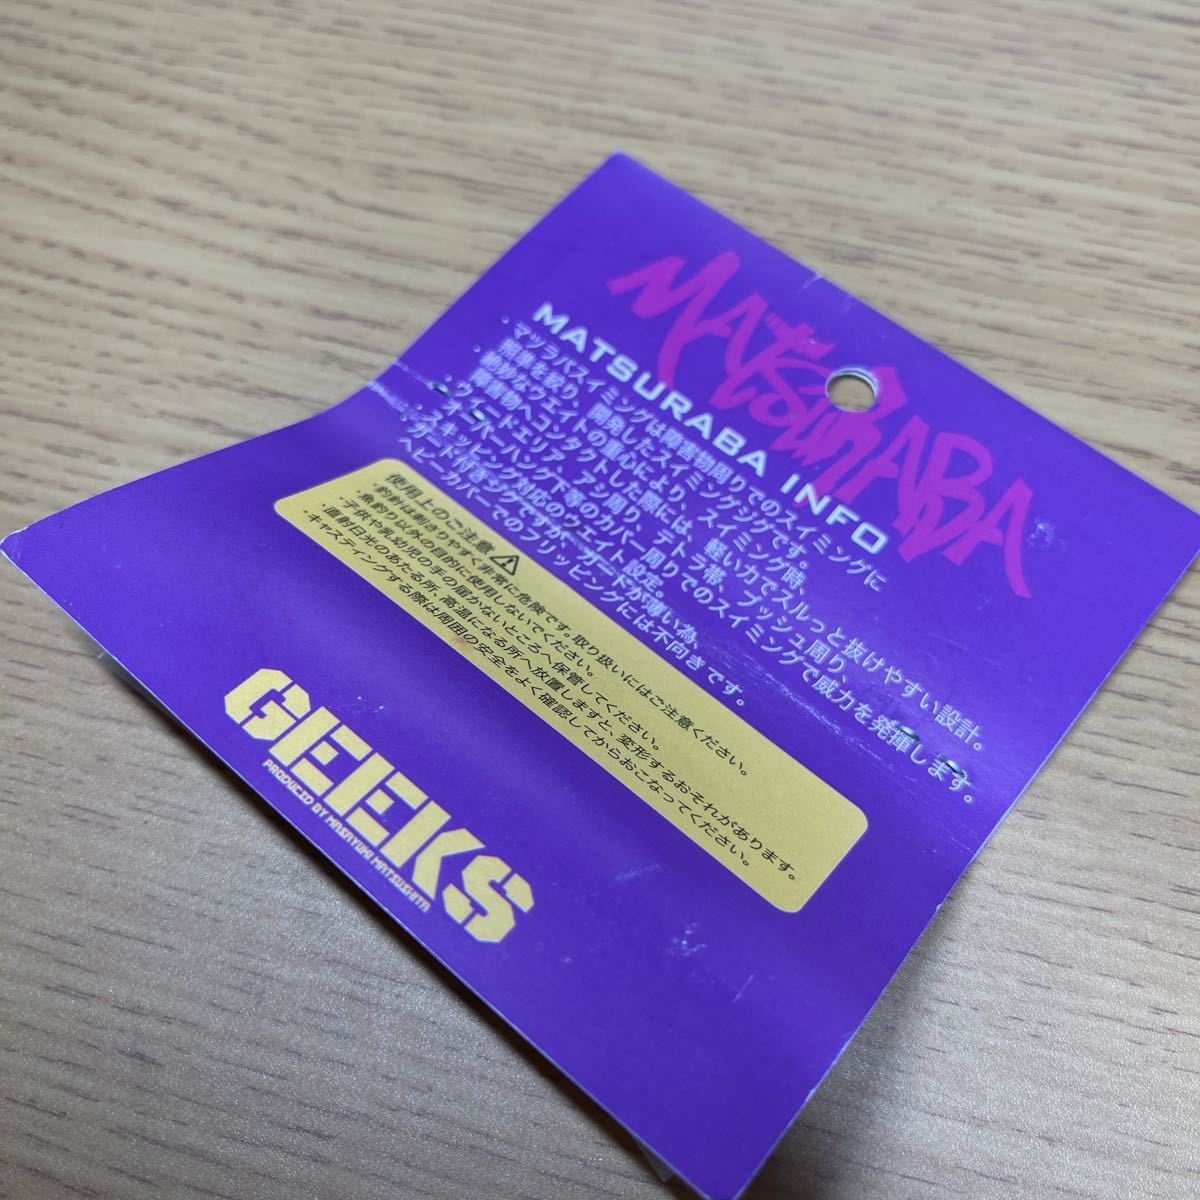 MATSURABA
MATSURABA INFO
・マツラバスイミングは障害物周りでのスイミングに
照準を絞り、開発したスイミングジグです。
・絶妙なウエイトの重心により、スイミング時、
障害物へコンタクトした際には、軽い力でスルっと抜けやすい設計。
・ウィードエリア、アシ周り、テトラ帯、ブッシュ周り、
オーバーハング下等のカバー周りでのスイミングで威力を発揮します。
対応のウエイト設定。
ガード付きジグですが、ガードが薄い為、
ヘビーカバーでのフリッピングには不向きです。
使用上のご注意
・釣針は刺さりやすく非常に危険です。取り扱いにはご注意ください。
・魚釣り以外の目的に使用しないでください。
・子供や乳幼児の手の届かないところへ保管してください。
・直射日光のあたる所、高温になる所へ放置しますと、変形するおそれがあります。
・キャスティングする際は周囲の安全をよく確認してからおこなってください。
GEEKS
PRODUCED BY MASAYUKI MATSUSHITA